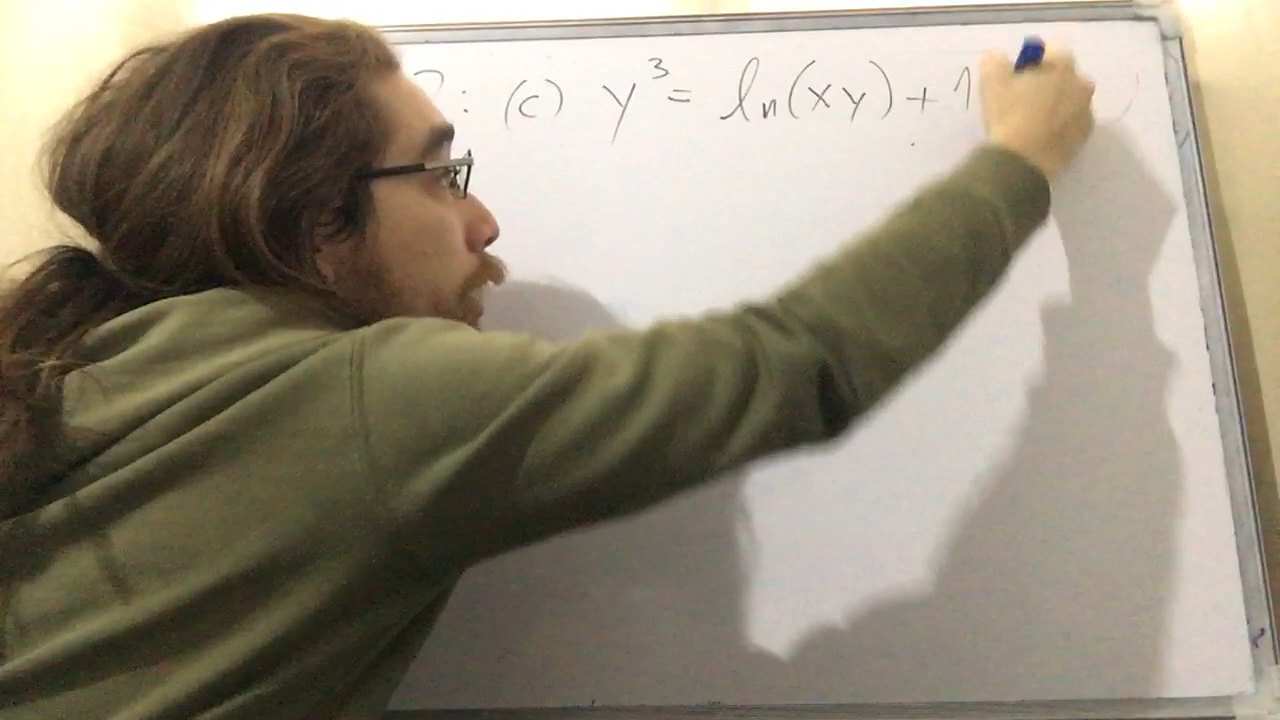 : (c) y³ = ln(xy) + 1